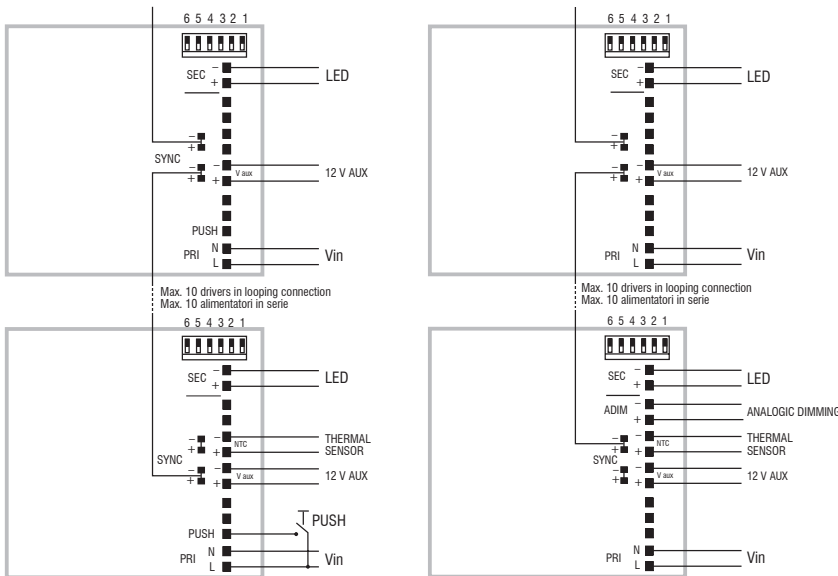 6 5 4 3 2 1
SEC
−
+
LED
−
+
SYNC
−
+
−
+
V aux
12 V AUX
PUSH
PRI
N
L
Vin
Max. 10 drivers in looping connection
Max. 10 alimentatori in serie
6 5 4 3 2 1
SEC
−
+
LED
−
+
SYNC
−
+
−
+
NTC
THERMAL
SENSOR
−
+
V aux
12 V AUX
PUSH
PUSH
PRI
N
L
Vin
6 5 4 3 2 1
SEC
−
+
LED
−
+
−
+
−
+
V aux
12 V AUX
PRI
N
L
Vin
Max. 10 drivers in looping connection
Max. 10 alimentatori in serie
6 5 4 3 2 1
SEC
−
+
LED
ADIM
−
+
ANALOGIC DIMMING
−
+
SYNC
−
+
−
+
NTC
THERMAL
SENSOR
−
+
V aux
12 V AUX
PRI
N
L
Vin